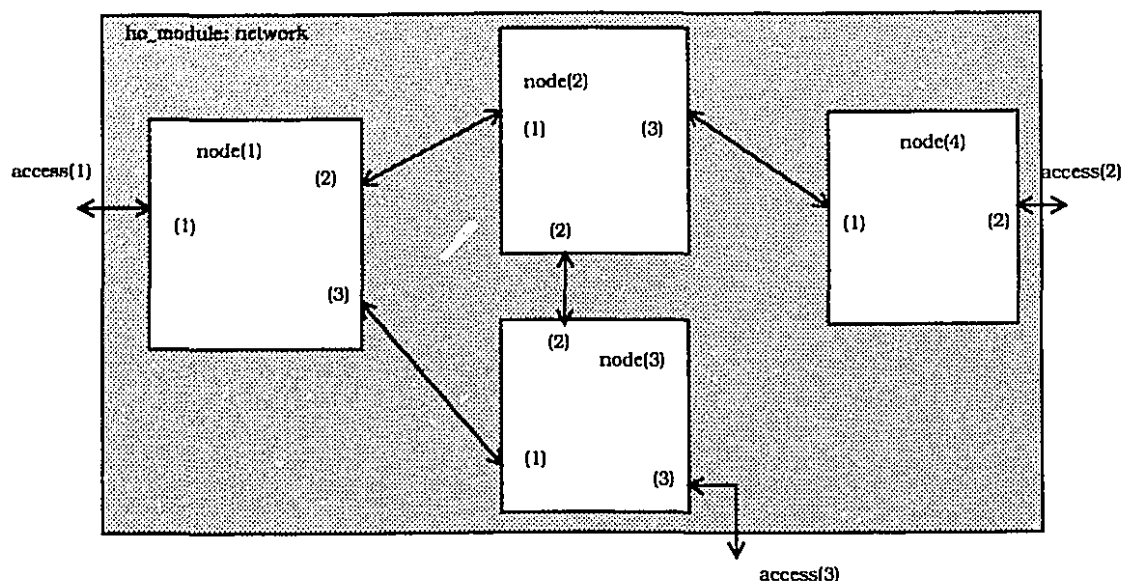 ho_module: network
node(2)
(1)
(3)
(2)
node(1)
(2)
access(1)
(1)
(3)
node(4)
access(2)
(1)
(2)
(2)
node(3)
(1)
(3)
access(3)